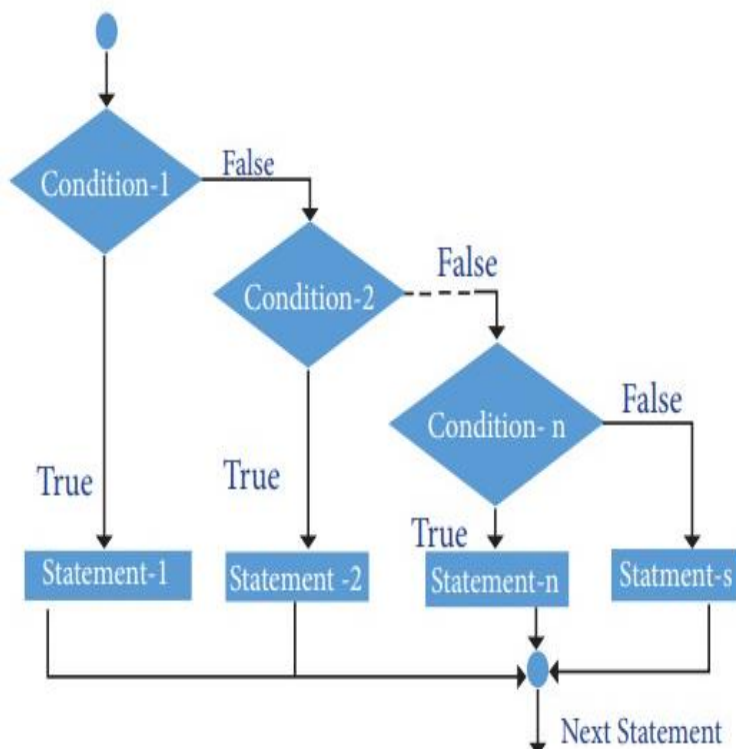 Condition-1
False
Condition-2
False
Condition- n
False
True
True
True
Statement-1
Statement -2
Statement-n
Statment-s
Next Statement